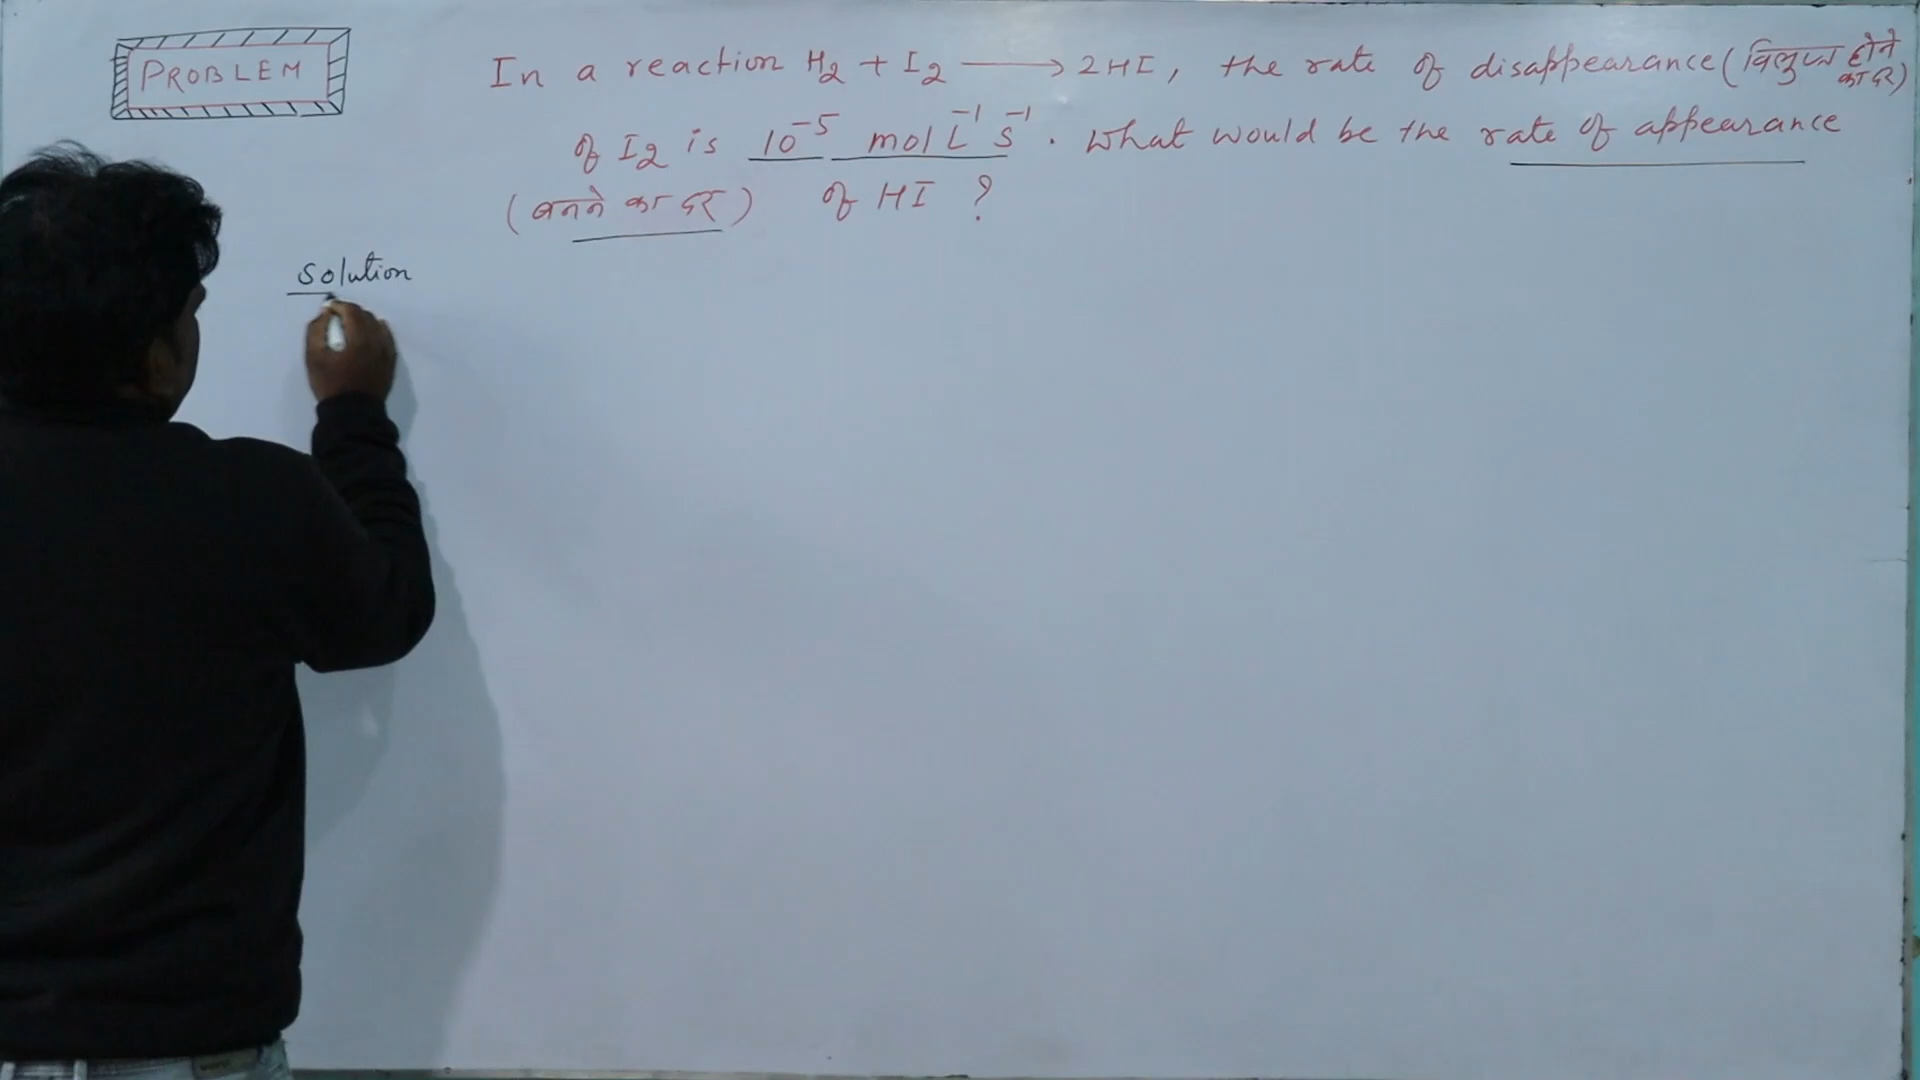 PROBLEM
In a reaction H₂ + I₂ ⟶ 2HI, the rate of disappearance (विलुप्त होने का दर)
of I₂ is 10⁻⁵ mol L⁻¹ S⁻¹. What would be the rate of appearance
(बनने का दर) of HI ?
Solution